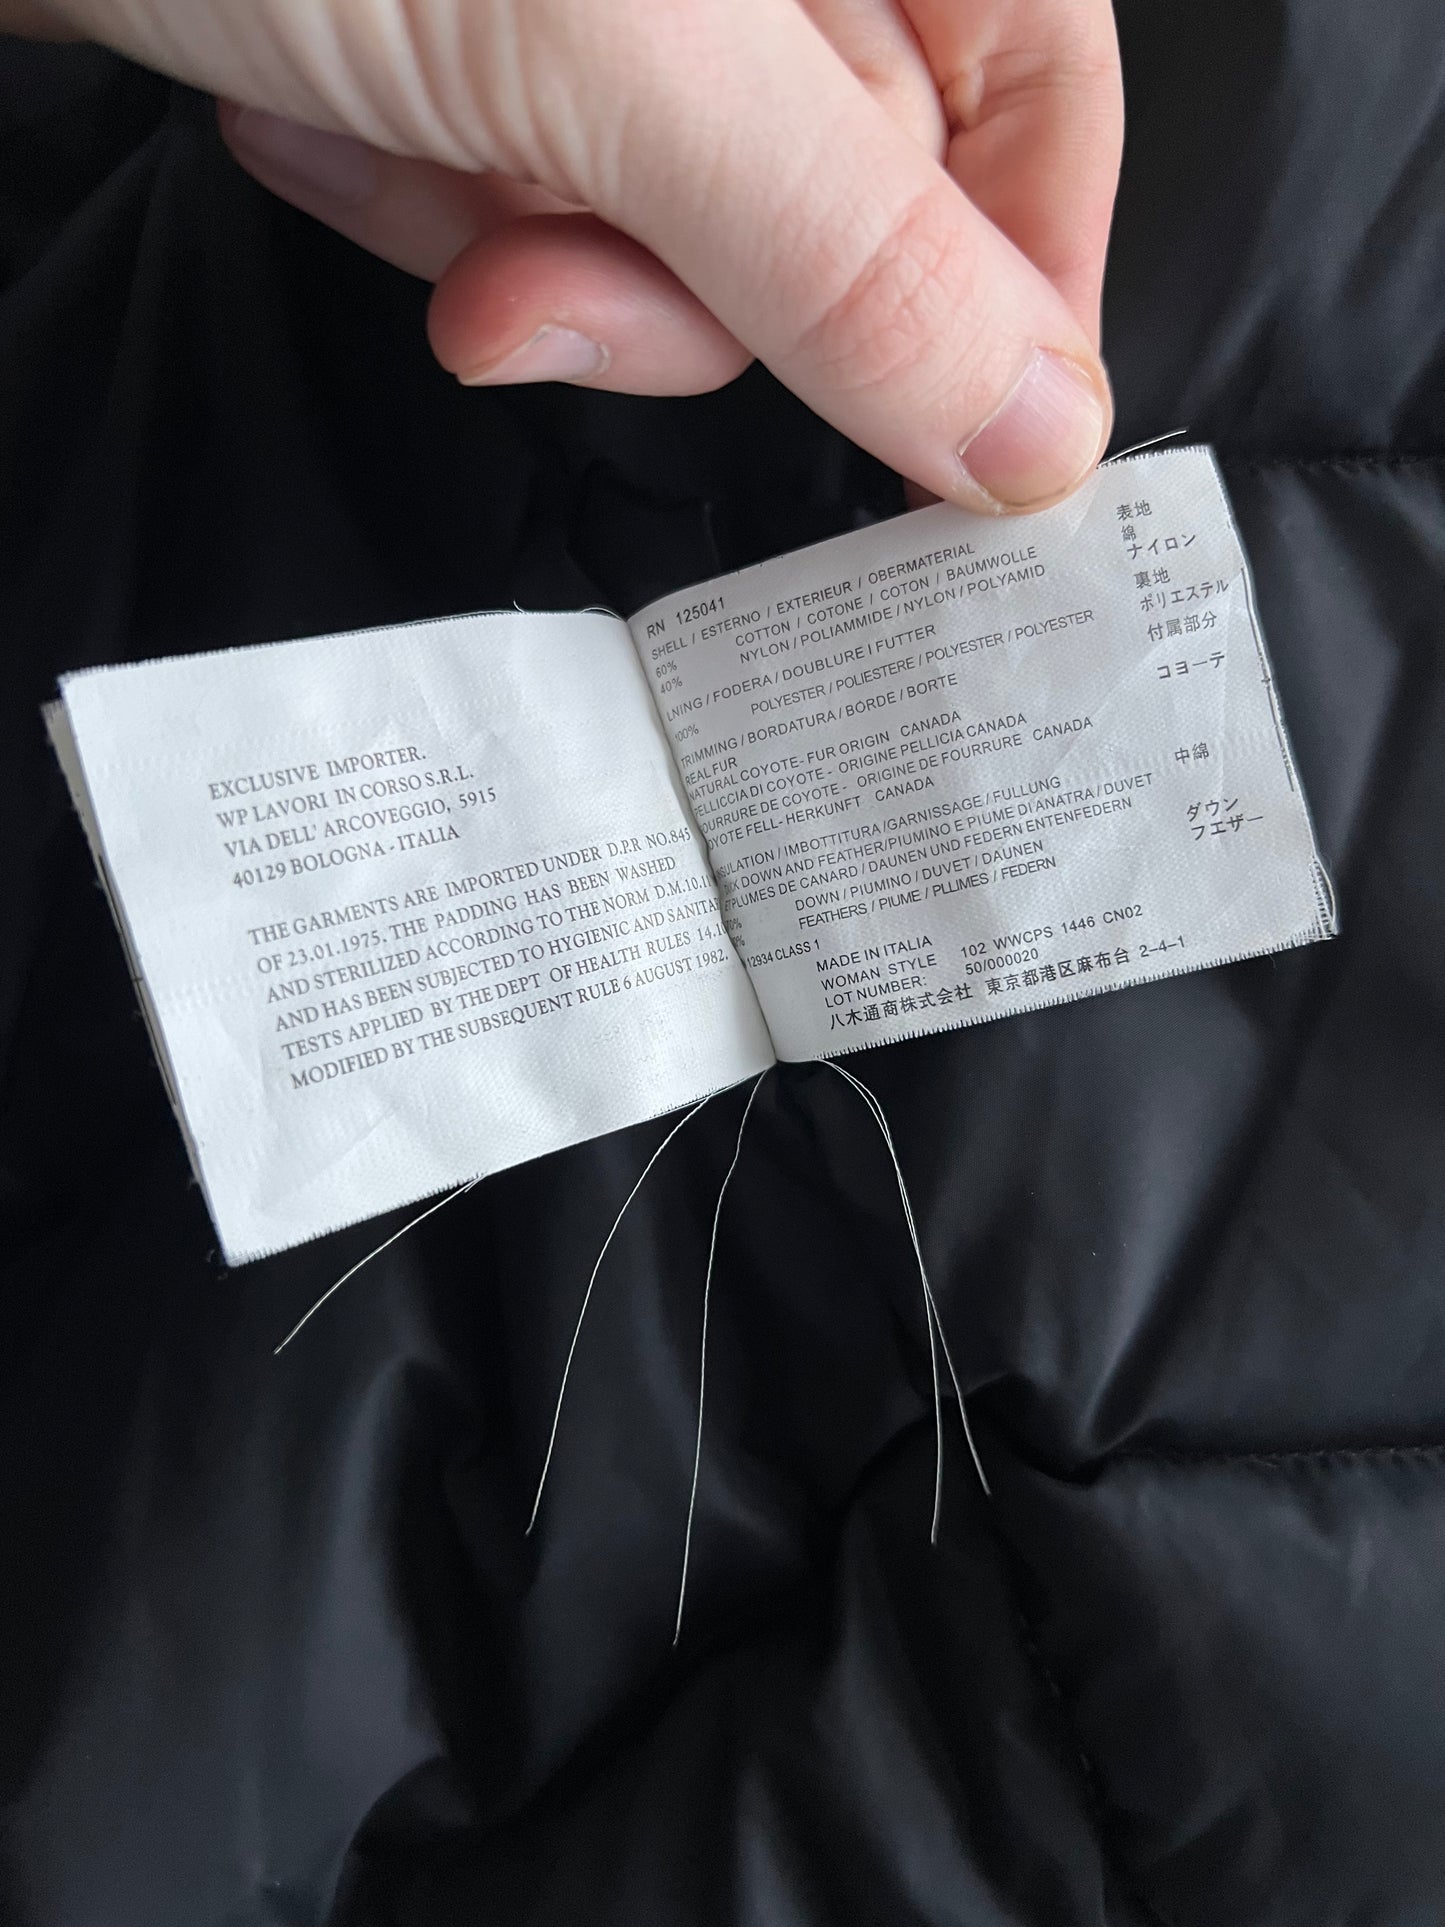 EXCLUSIVE IMPORTER.
WP LAVORI IN CORSO S.R.L.
VIA DELL' ARCOVEGGIO, 5915
40129 BOLOGNA - ITALIA
THE GARMENTS ARE IMPORTED UNDER D.P.R NO.845
OF 23.01.1975. THE PADDING HAS BEEN WASHED
AND STERILIZED ACCORDING TO THE NORM D.M.10.11
AND HAS BEEN SUBJECTED TO HYGIENIC AND SANITAR
TESTS APPLIED BY THE DEPT OF HEALTH RULES 14.10
MODIFIED BY THE SUBSEQUENT RULE 6 AUGUST 1982.
RN 125041
SHELL / ESTERNO / EXTERIEUR / OBERMATERIAL 表地
60% COTTON / COTONE / COTON / BAUMWOLLE 綿
40% NYLON / POLIAMMIDE / NYLON / POLYAMID ナイロン
LNING / FODERA / DOUBLURE I FUTTER 裏地
100% POLYESTER / POLIESTERE / POLYESTER / POLYESTER ポリエステル
TRIMMING / BORDATURA / BORDE / BORTE 付属部分
REAL FUR
NATURAL COYOTE- FUR ORIGIN CANADA コヨーテ
PELLICCIA DI COYOTE - ORIGINE PELLICIA CANADA
OURRURE DE COYOTE - ORIGINE DE FOURRURE CANADA
OYOTE FELL- HERKUNFT CANADA
INSULATION / IMBOTTITURA /GARNISSAGE / FULLUNG 中綿
CK DOWN AND FEATHER/PIUMINO E PIUME DI ANATRA / DUVET
ET PLUMES DE CANARD / DAUNEN UND FEDERN ENTENFEDERN
DOWN / PIUMINO / DUVET / DAUNEN ダウン
FEATHERS / PIUME / PLLIMES / FEDERN フエザー
12934 CLASS 1
MADE IN ITALIA
WOMAN STYLE 102 WWCPS 1446 CN02
LOT NUMBER: 50/000020
八木通商株式会社 東京都港区麻布台 2-4-1